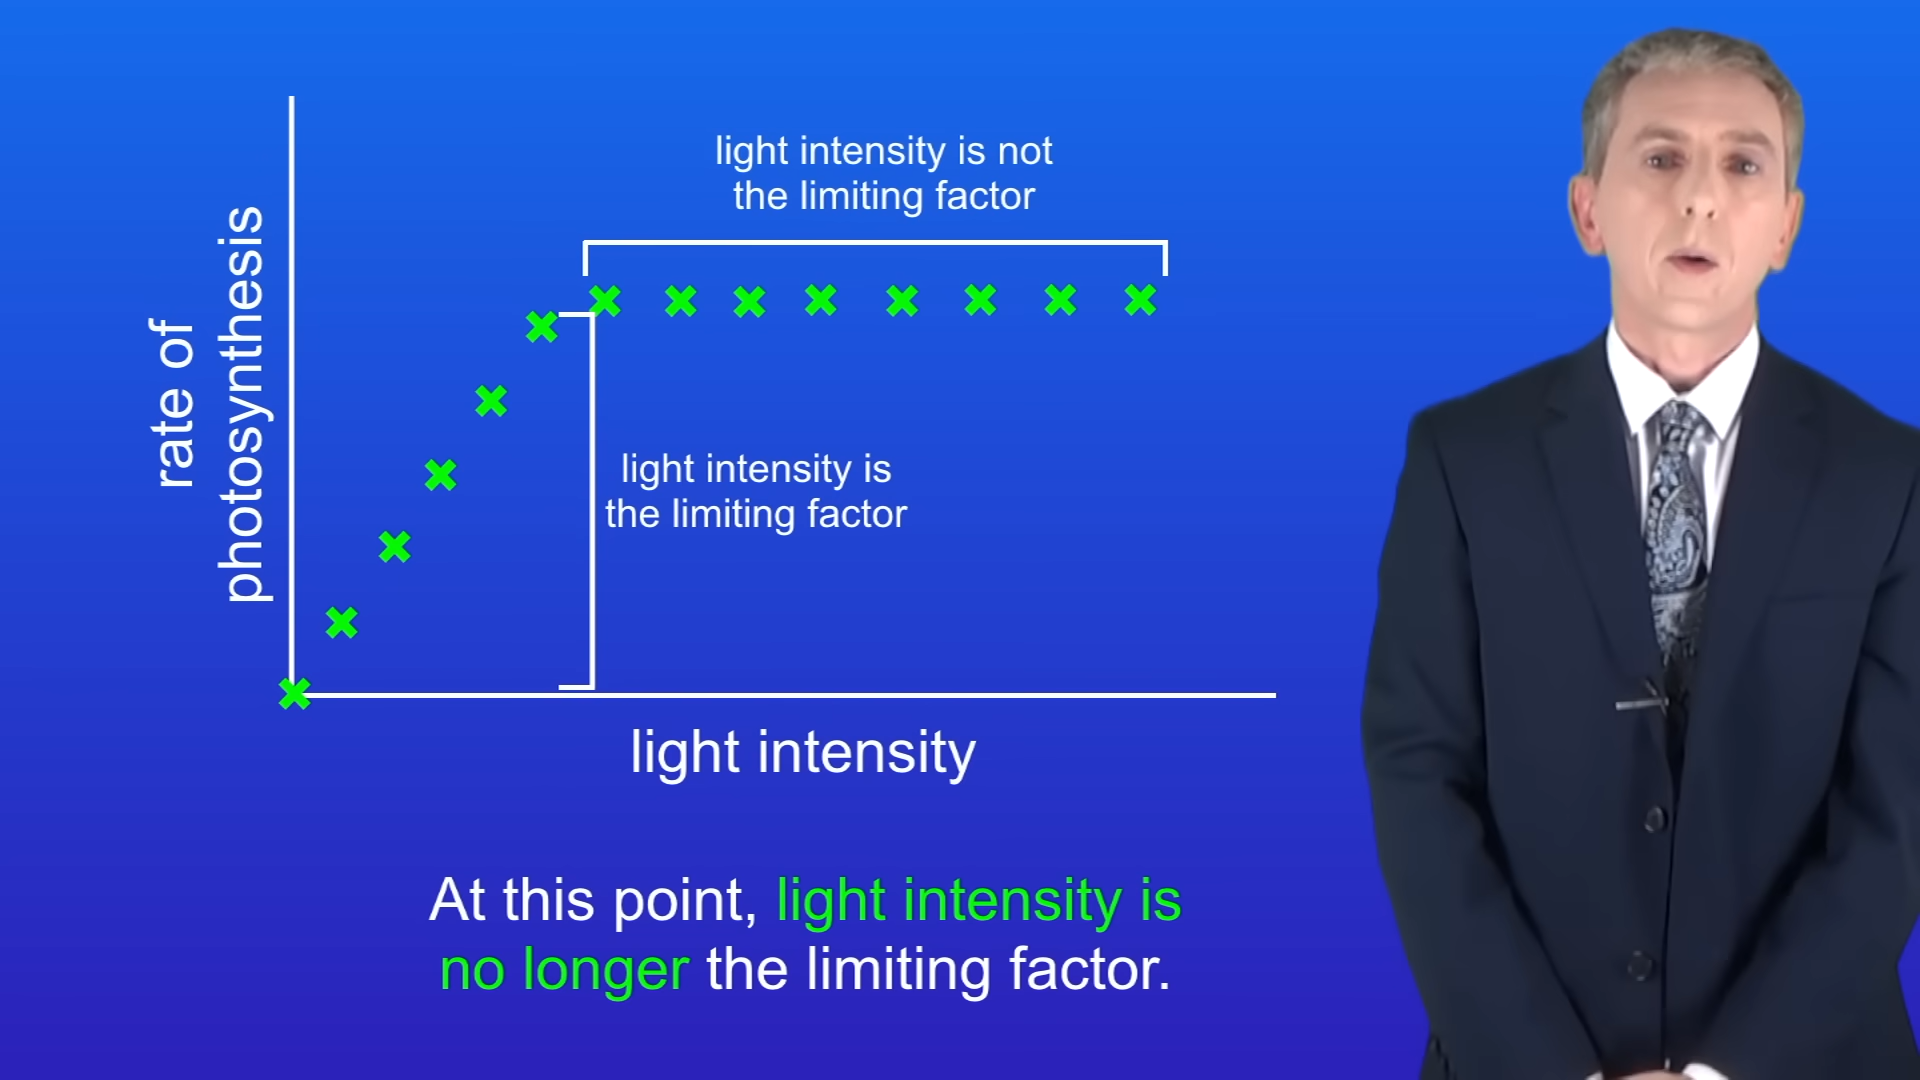 light intensity is not
the limiting factor
rate of
photosynthesis
light intensity is
the limiting factor
light intensity
At this point, light intensity is
no longer the limiting factor.